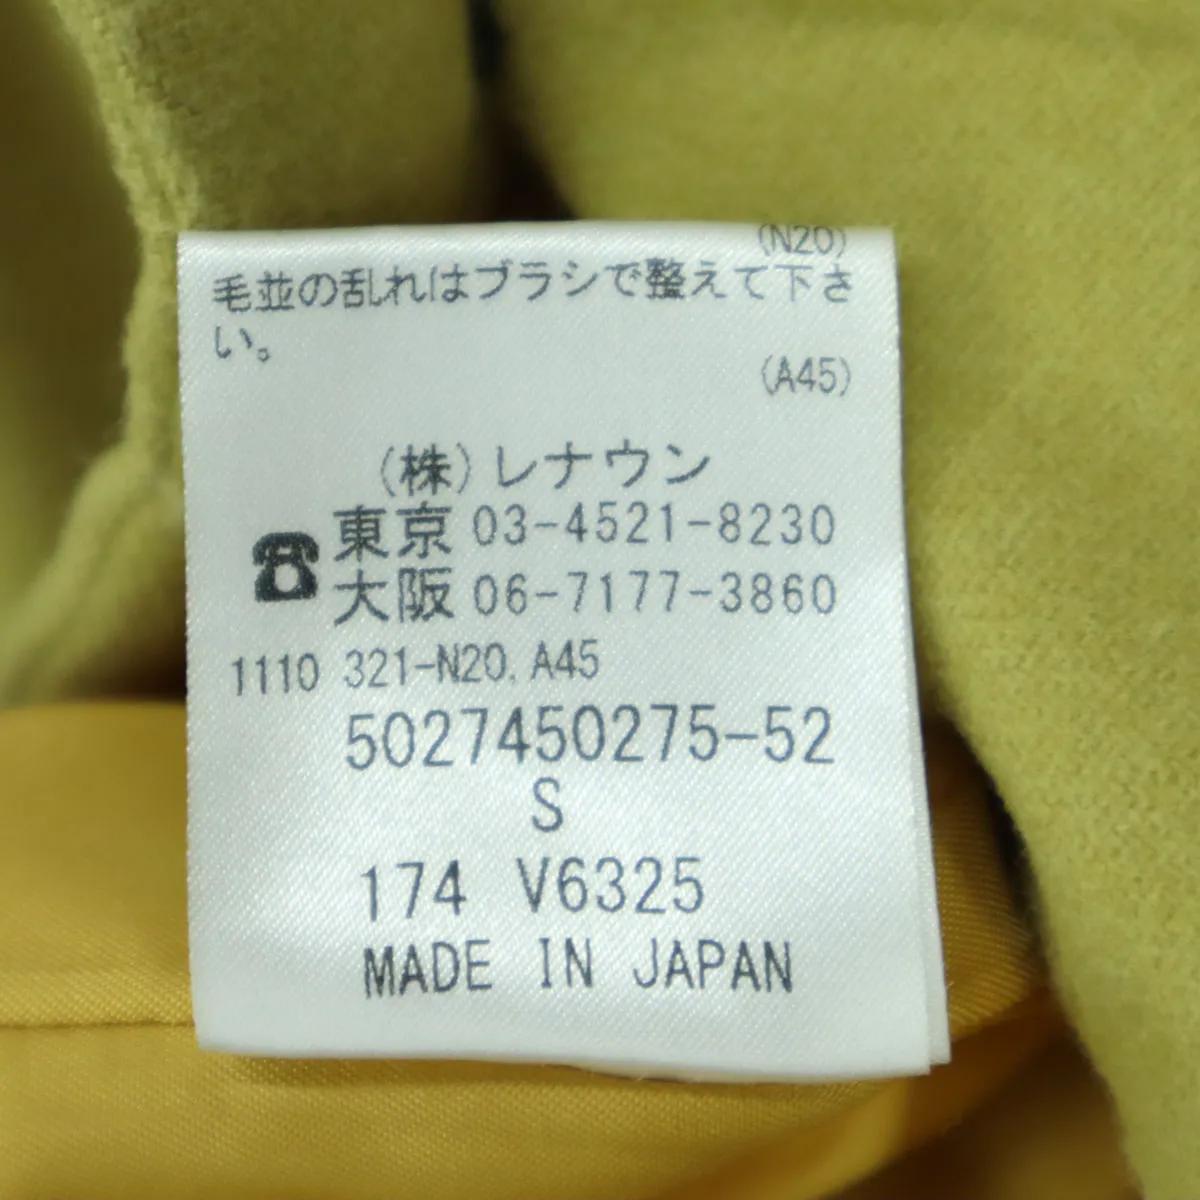 (N20)
毛並の乱れはブラシで整えて下さ
い。
(A45)
(株)レナウン
東京 03-4521-8230
☎
大阪 06-7177-3860
1110 321-N20, A45
5027450275-52
S
174 V6325
MADE IN JAPAN